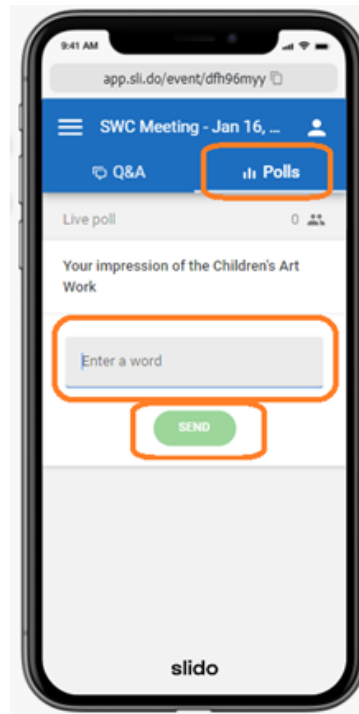 9:41 AM
app.sli.do/event/dfh96myy
SWC Meeting - Jan 16, ...
Q&A
Polls
Live poll 0
Your impression of the Children's Art
Work
Enter a word
SEND
slido